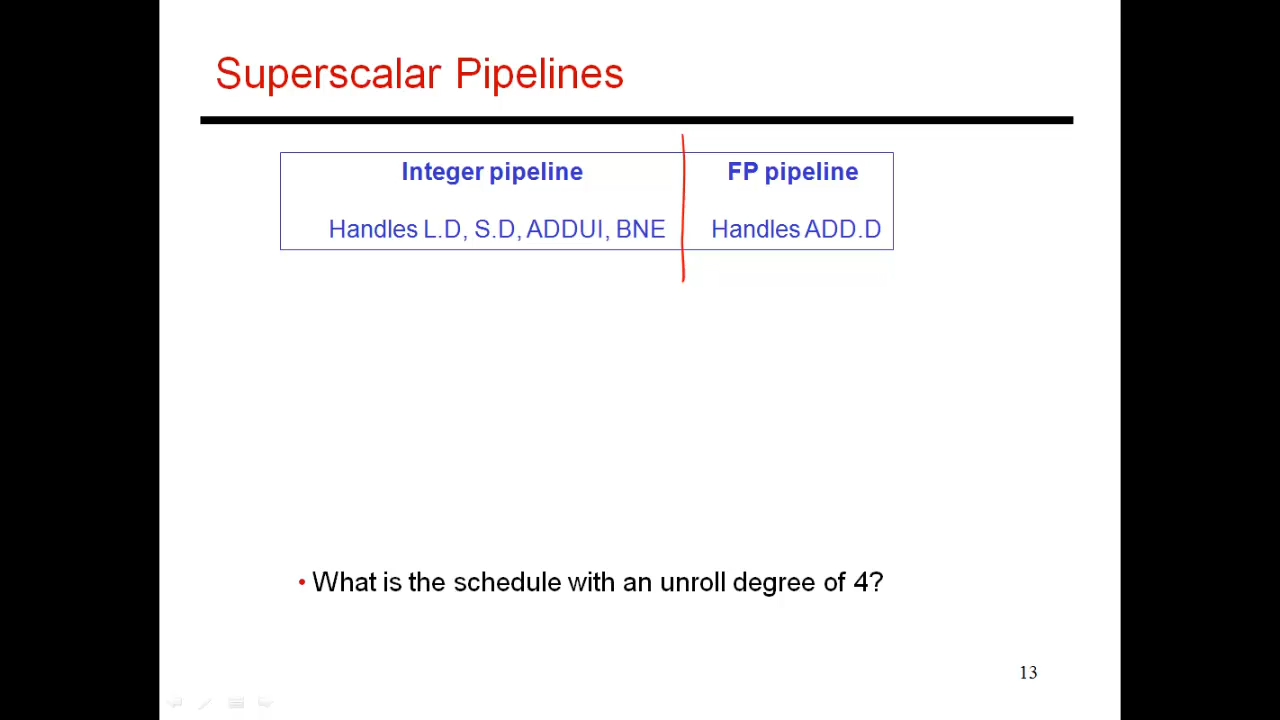 Superscalar Pipelines
Integer pipeline FP pipeline
Handles L.D, S.D, ADDUI, BNE Handles ADD.D
• What is the schedule with an unroll degree of 4?
13